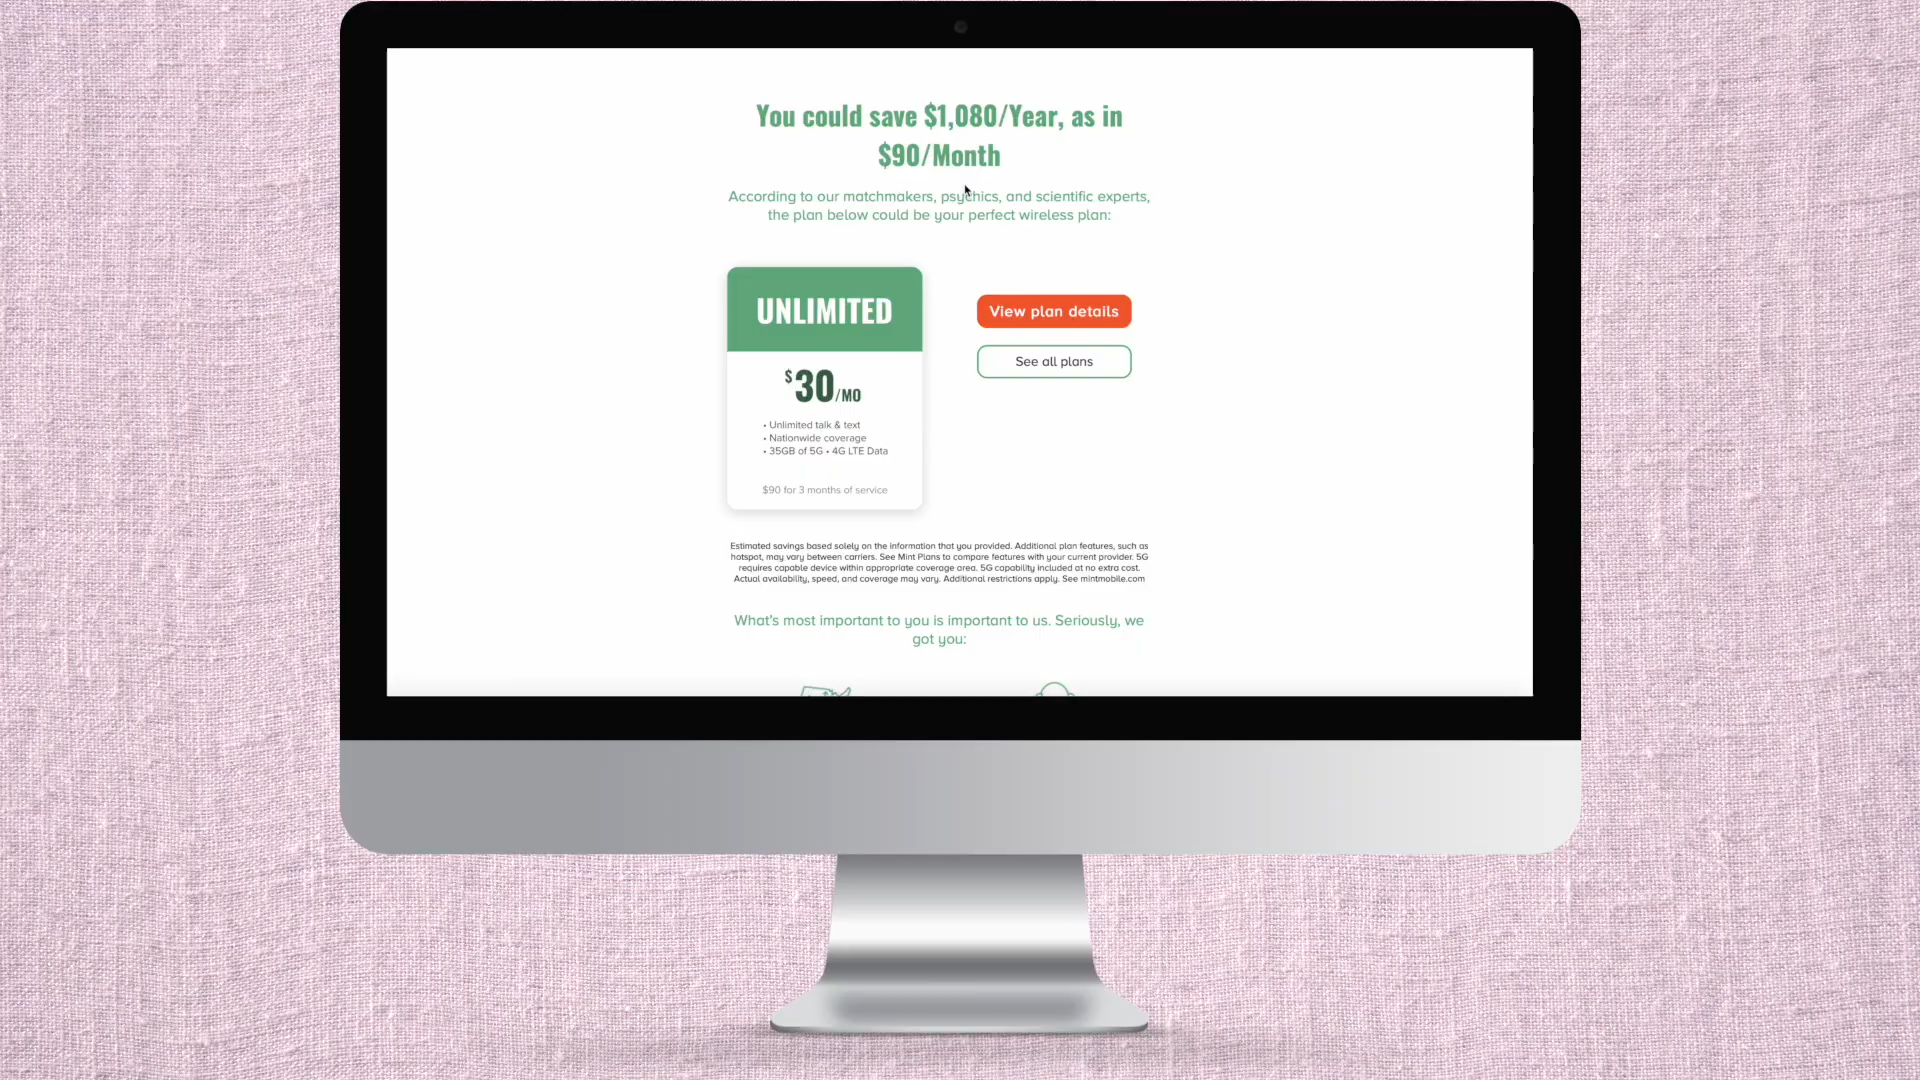 You could save $1,080/Year, as in
$90/Month
According to our matchmakers, psychics, and scientific experts,
the plan below could be your perfect wireless plan:
UNLIMITED
$30/MO
• Unlimited talk & text
• Nationwide coverage
• 35GB of 5G • 4G LTE Data
$90 for 3 months of service
View plan details
See all plans
Estimated savings based solely on the information that you provided. Additional plan features, such as
hotspot, may vary between carriers. See Mint Plans to compare features with your current provider. 5G
requires capable device within appropriate coverage area. 5G capability included at no extra cost.
Actual availability, speed, and coverage may vary. Additional restrictions apply. See mintmobile.com
What's most important to you is important to us. Seriously, we
got you: